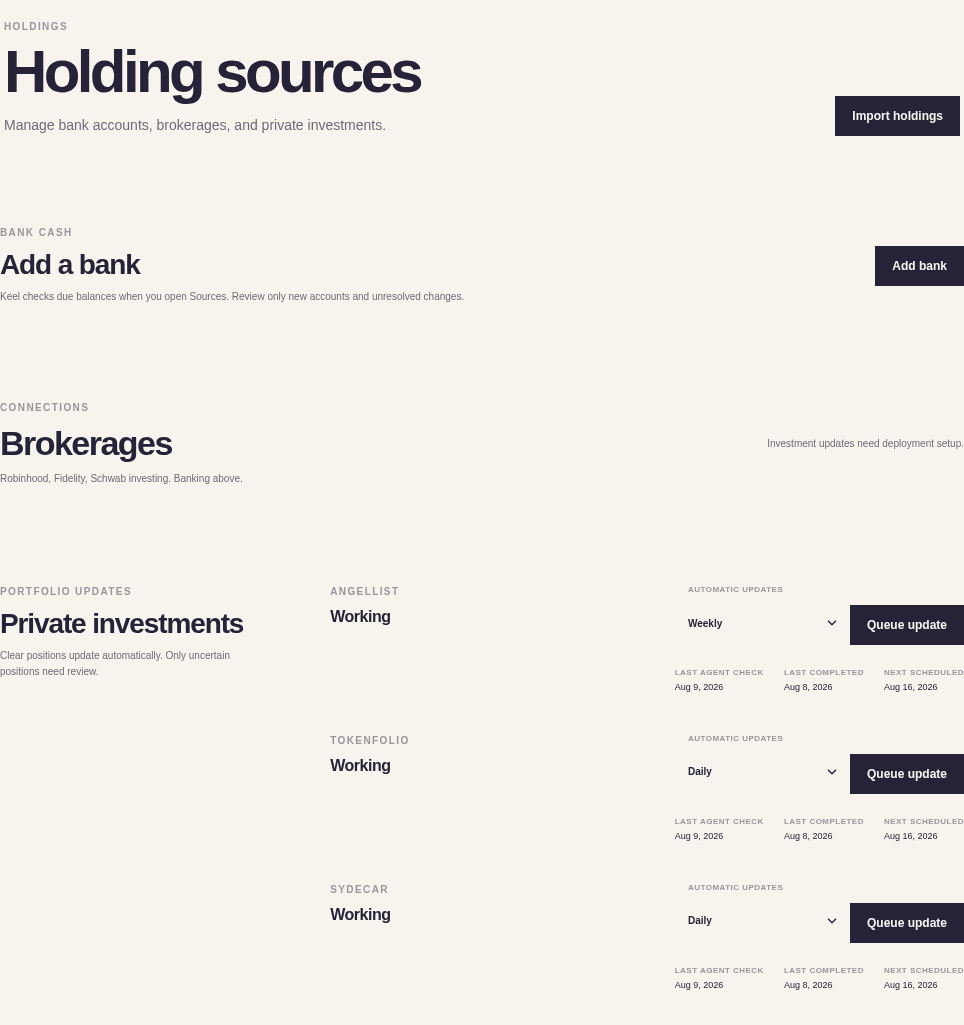 HOLDINGS
Holding sources
Manage bank accounts, brokerages, and private investments.
Import holdings
BANK CASH
Add a bank
Keel checks due balances when you open Sources. Review only new accounts and unresolved changes.
Add bank
CONNECTIONS
Brokerages
Robinhood, Fidelity, Schwab investing. Banking above.
Investment updates need deployment setup.
PORTFOLIO UPDATES
Private investments
Clear positions update automatically. Only uncertain
positions need review.
ANGELLIST
Working
AUTOMATIC UPDATES
Weekly
Queue update
LAST AGENT CHECK LAST COMPLETED NEXT SCHEDULED
Aug 9, 2026 Aug 8, 2026 Aug 16, 2026
TOKENFOLIO
Working
AUTOMATIC UPDATES
Daily
Queue update
LAST AGENT CHECK LAST COMPLETED NEXT SCHEDULED
Aug 9, 2026 Aug 8, 2026 Aug 16, 2026
SYDECAR
Working
AUTOMATIC UPDATES
Daily
Queue update
LAST AGENT CHECK LAST COMPLETED NEXT SCHEDULED
Aug 9, 2026 Aug 8, 2026 Aug 16, 2026